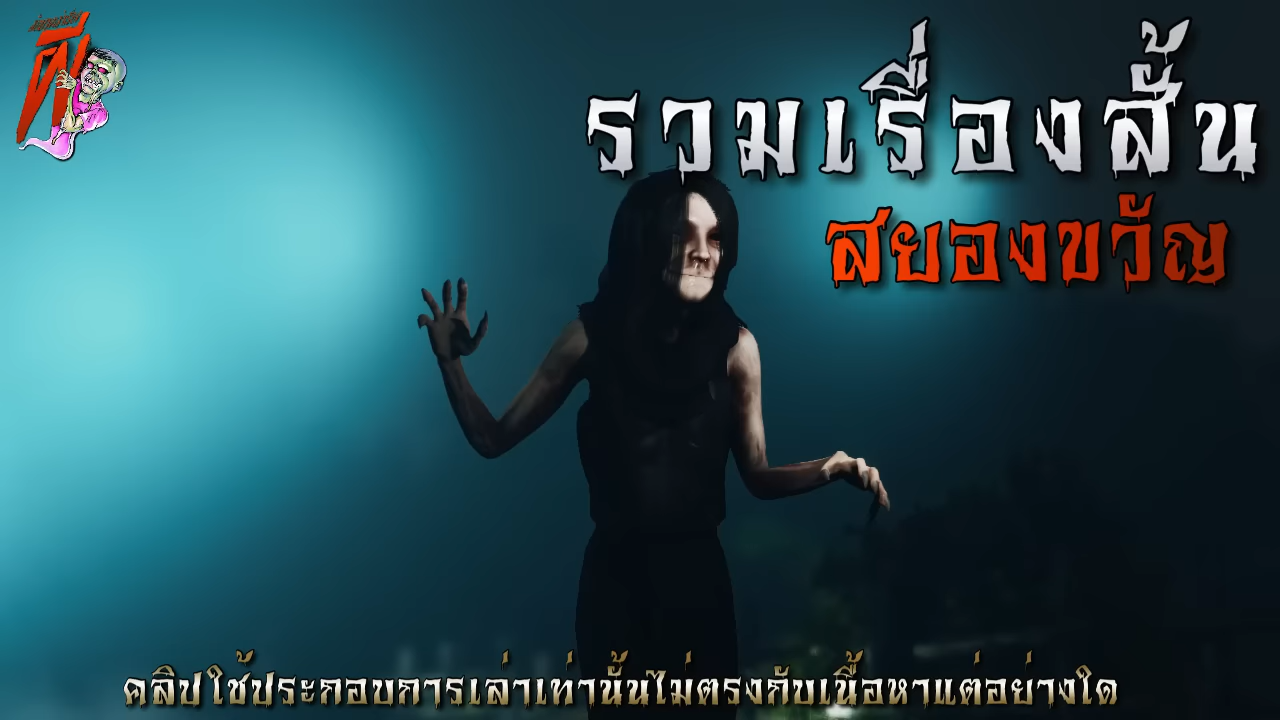 ผี
รวมเรื่องสั้น
สยองขวัญ
คลิปใช้ประกอบการเล่าเท่านั้นไม่ตรงกับเนื้อหาแต่อย่างใด